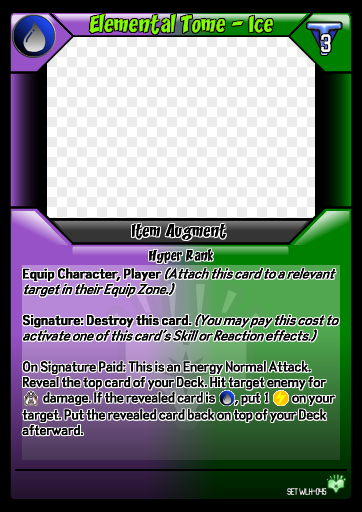 Elemental Tome - Ice
3
Item Augment
Hyper Rank
Equip Character, Player (Attach this card to a relevant
target in their Equip Zone.)
Signature: Destroy this card. (You may pay this cost to
activate one of this card's Skill or Reaction effects.)
On Signature Paid: This is an Energy Normal Attack.
Reveal the top card of your Deck. Hit target enemy for
damage. If the revealed card is , put 1 on your
target. Put the revealed card back on top of your Deck
afterward.
SET WLH-045